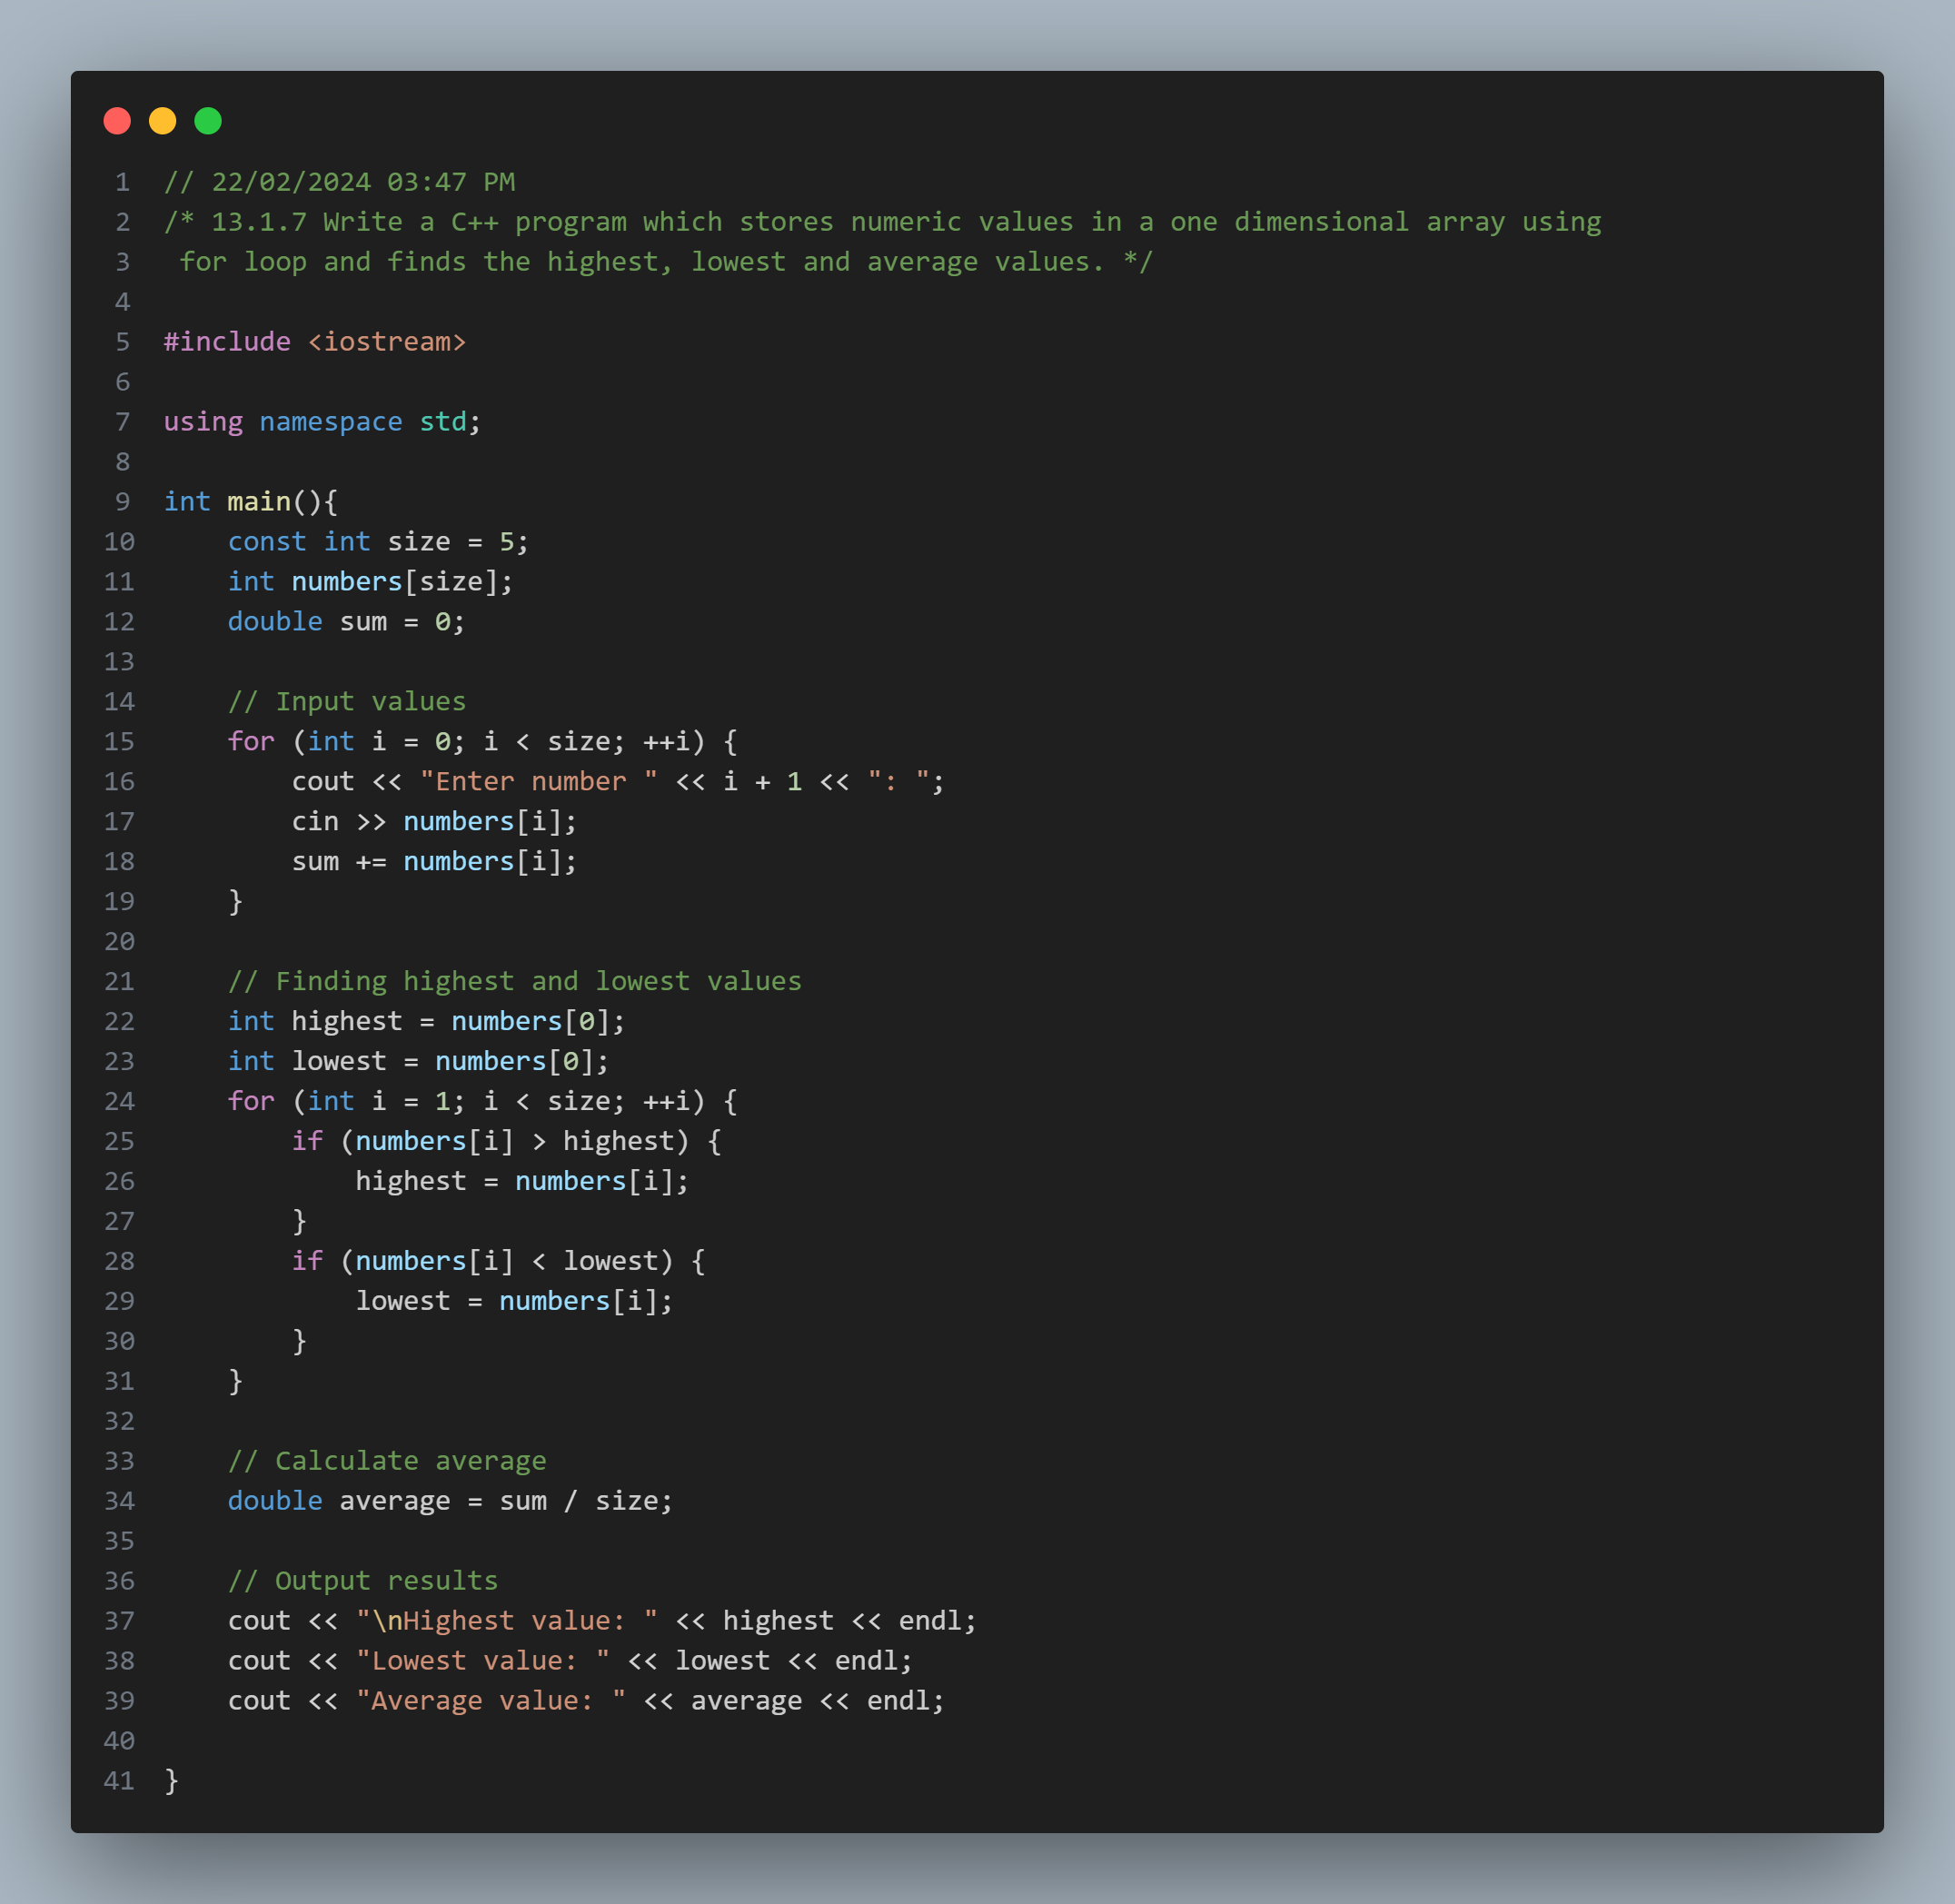 1 // 22/02/2024 03:47 PM
2 /* 13.1.7 Write a C++ program which stores numeric values in a one dimensional array using
3  for loop and finds the highest, lowest and average values. */
4
5 #include <iostream>
6
7 using namespace std;
8
9 int main(){
10     const int size = 5;
11     int numbers[size];
12     double sum = 0;
13
14     // Input values
15     for (int i = 0; i < size; ++i) {
16         cout << "Enter number " << i + 1 << ": ";
17         cin >> numbers[i];
18         sum += numbers[i];
19     }
20
21     // Finding highest and lowest values
22     int highest = numbers[0];
23     int lowest = numbers[0];
24     for (int i = 1; i < size; ++i) {
25         if (numbers[i] > highest) {
26             highest = numbers[i];
27         }
28         if (numbers[i] < lowest) {
29             lowest = numbers[i];
30         }
31     }
32
33     // Calculate average
34     double average = sum / size;
35
36     // Output results
37     cout << "\nHighest value: " << highest << endl;
38     cout << "Lowest value: " << lowest << endl;
39     cout << "Average value: " << average << endl;
40
41 }